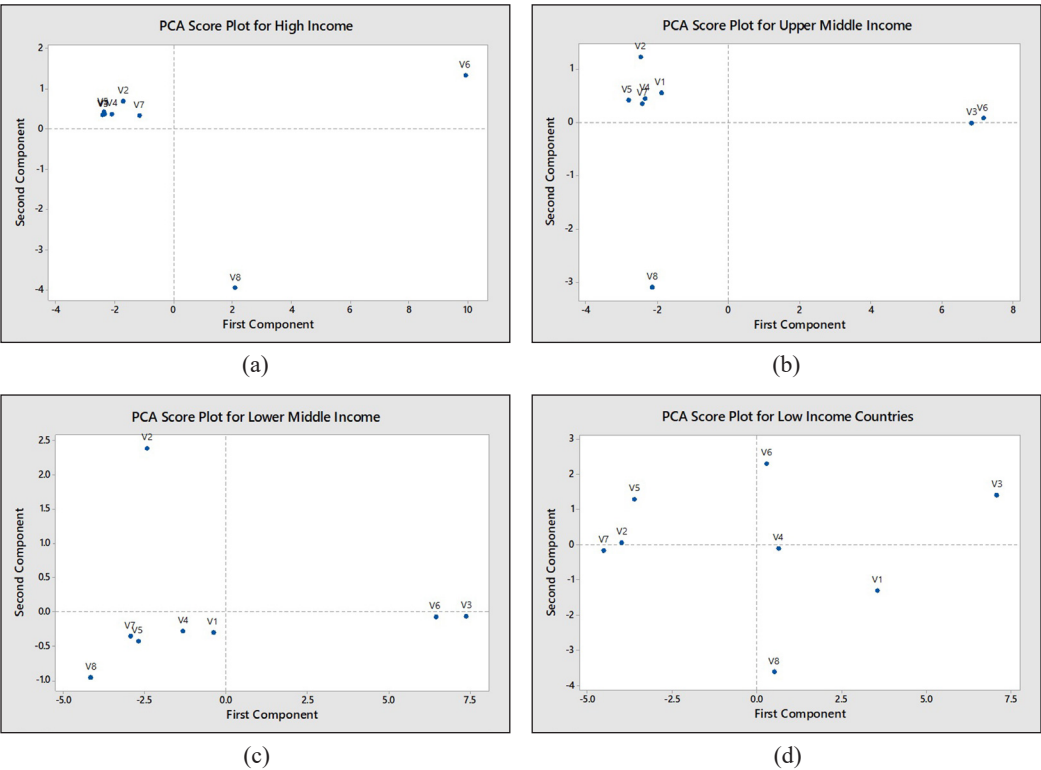 PCA Score Plot for High Income
2
1
0
-1
-2
-3
-4
Second Component
V6
V2
V4
V7
V8
-4
-2
0
2
4
6
8
10
First Component
(a)
PCA Score Plot for Upper Middle Income
1
0
-1
-2
-3
Second Component
V2
V5
V4
V7
V1
V3
V6
V8
-6
-4
-2
0
2
4
6
8
First Component
(b)
PCA Score Plot for Lower Middle Income
2.5
2.0
1.5
1.0
0.5
0.0
-0.5
-1.0
Second Component
V2
V6
V3
V7
V5
V4
V1
V8
-5.0
-2.5
0.0
2.5
5.0
7.5
First Component
(c)
PCA Score Plot for Low Income Countries
3
2
1
0
-1
-2
-3
-4
Second Component
V6
V3
V5
V2
V7
V4
V1
V8
-5.0
-2.5
0.0
2.5
5.0
7.5
First Component
(d)